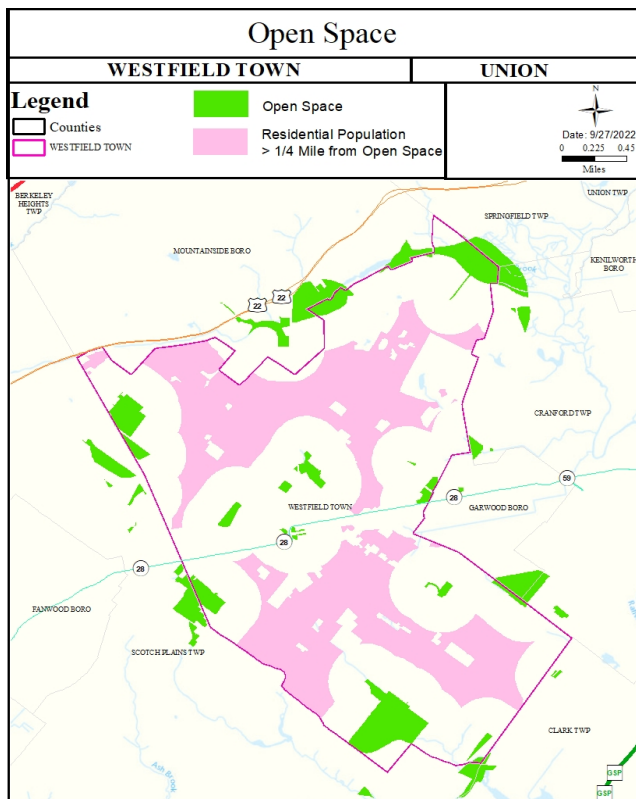 Open Space
WESTFIELD TOWN
UNION
Legend
Counties
WESTFIELD TOWN
Open Space
Residential Population
> 1/4 Mile from Open Space
N
Date: 9/27/2022
0 0.225 0.45
Miles
BERKELEY
HEIGHTS
TWP
UNION TWP
SPRINGFIELD TWP
MOUNTAINSIDE BORO
KENILWORTH
BORO
22
22
CRANFORD TWP
59
28
WESTFIELD TOWN
GARWOOD BORO
28
28
FANWOOD BORO
SCOTCH PLAINS TWP
CLARK TWP
Ash Brook
GSP
GSP